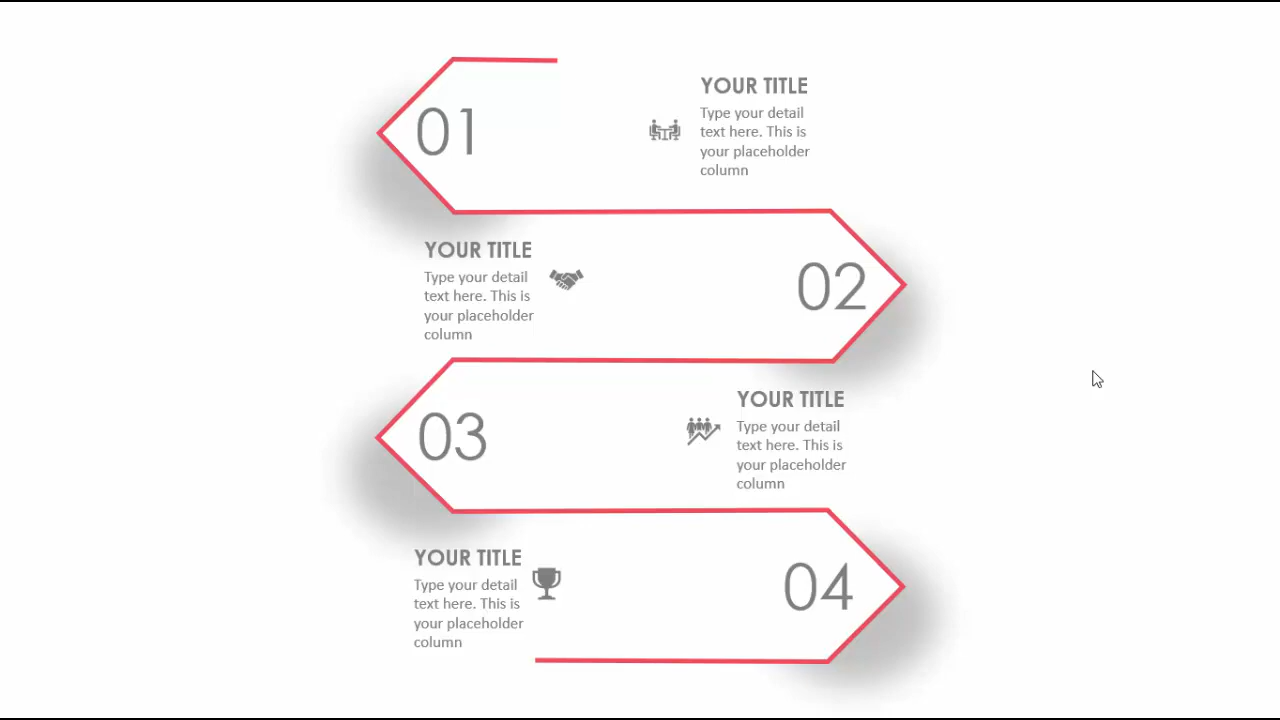 01
YOUR TITLE
Type your detail
text here. This is
your placeholder
column
YOUR TITLE
Type your detail
text here. This is
your placeholder
column
02
03
YOUR TITLE
Type your detail
text here. This is
your placeholder
column
YOUR TITLE
Type your detail
text here. This is
your placeholder
column
04